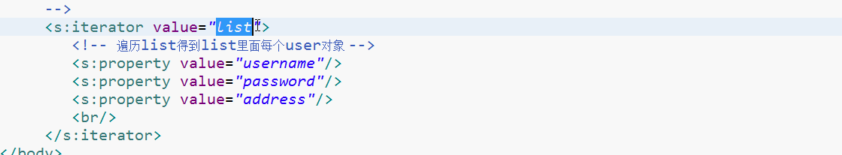 -->
<s:iterator value="list">
<!-- 遍历list得到list里面每个user对象 -->
<s:property value="username"/>
<s:property value="password"/>
<s:property value="address"/>
<br/>
</s:iterator>
</body>